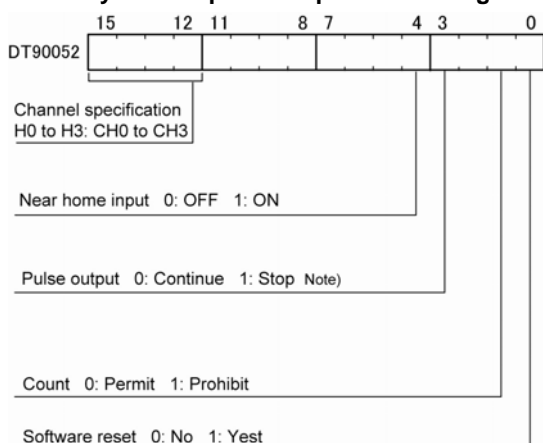 15 12 11 8 7 4 3 0
DT90052
Channel specification
H0 to H3: CH0 to CH3
Near home input 0: OFF 1: ON
Pulse output 0: Continue 1: Stop Note)
Count 0: Permit 1: Prohibit
Software reset 0: No 1: Yest